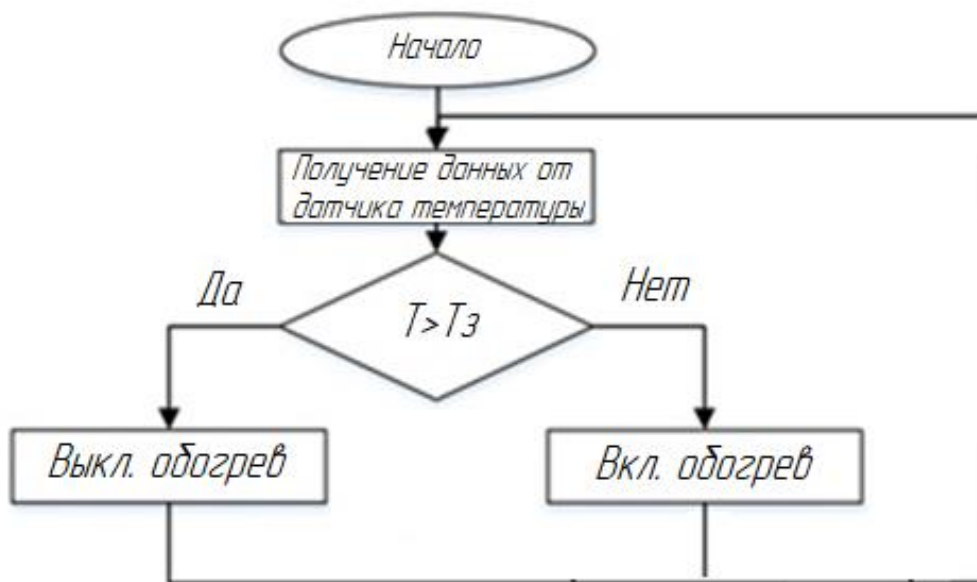 Начало
Получение данных от
датчика температуры
Да
Нет
Т>Тз
Выкл. обогрев
Вкл. обогрев